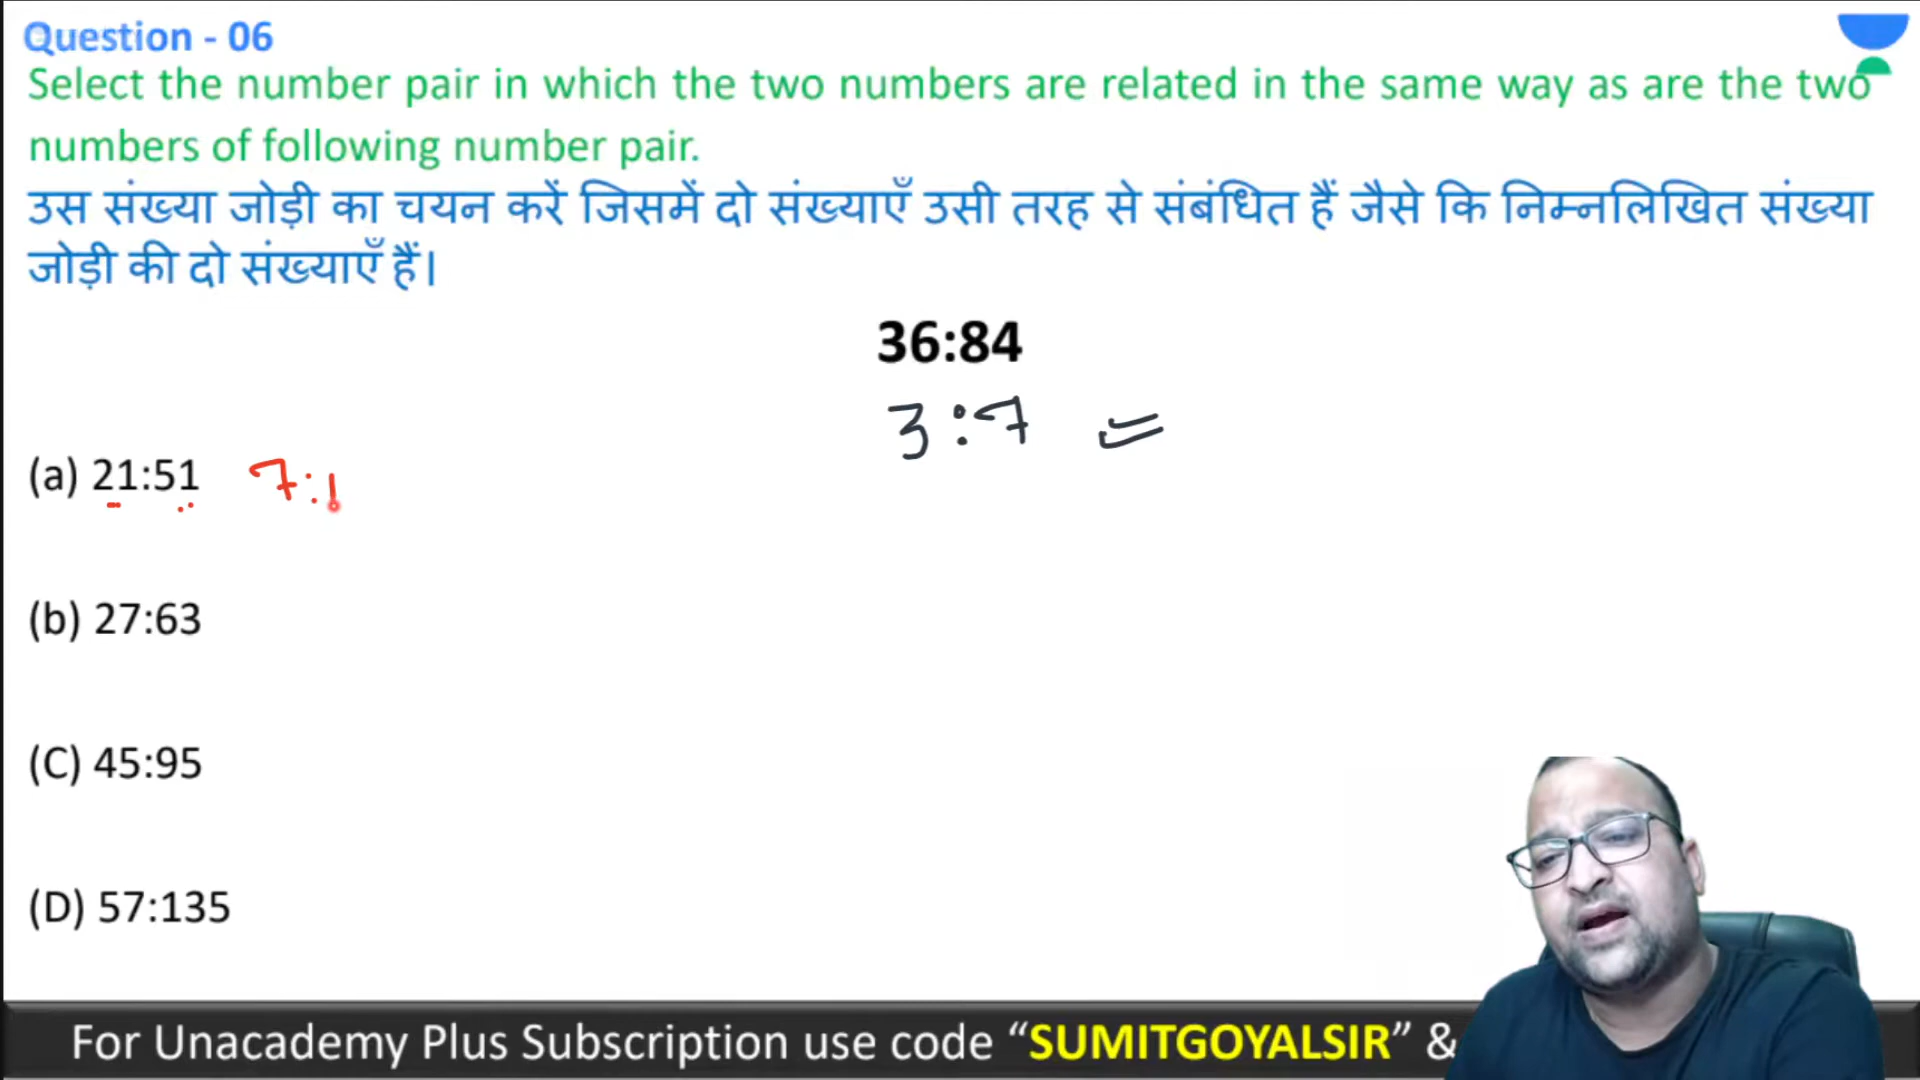 Question - 06
Select the number pair in which the two numbers are related in the same way as are the two
numbers of following number pair.
उस संख्या जोड़ी का चयन करें जिसमें दो संख्याएँ उसी तरह से संबंधित हैं जैसे कि निम्नलिखित संख्या
जोड़ी की दो संख्याएँ हैं।
36:84
3:7 =
(a) 21:51 7:1
(b) 27:63
(C) 45:95
(D) 57:135
For Unacademy Plus Subscription use code “SUMITGOYALSIR” &